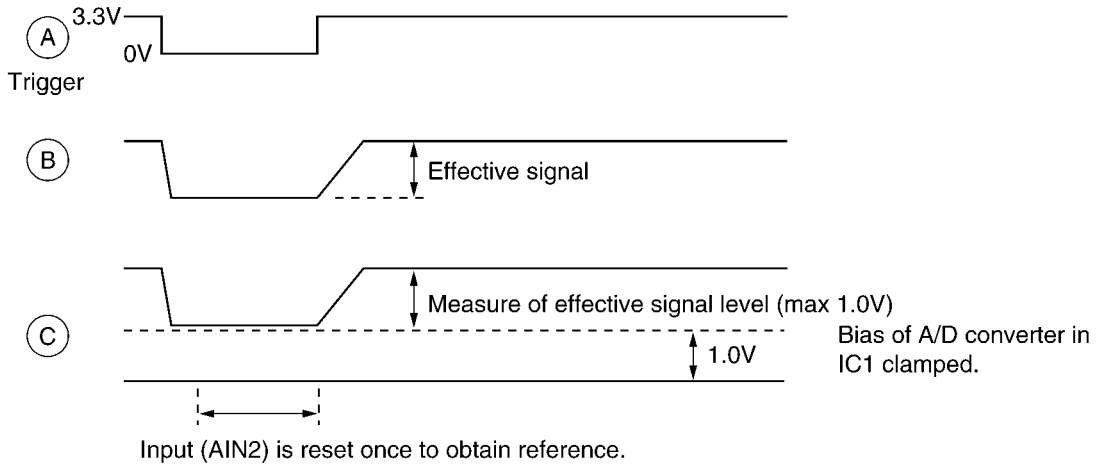 3.3V
A
0V
Trigger
B
Effective signal
Measure of effective signal level (max 1.0V)
C
Bias of A/D converter in
1.0V
IC1 clamped.
Input (AIN2) is reset once to obtain reference.